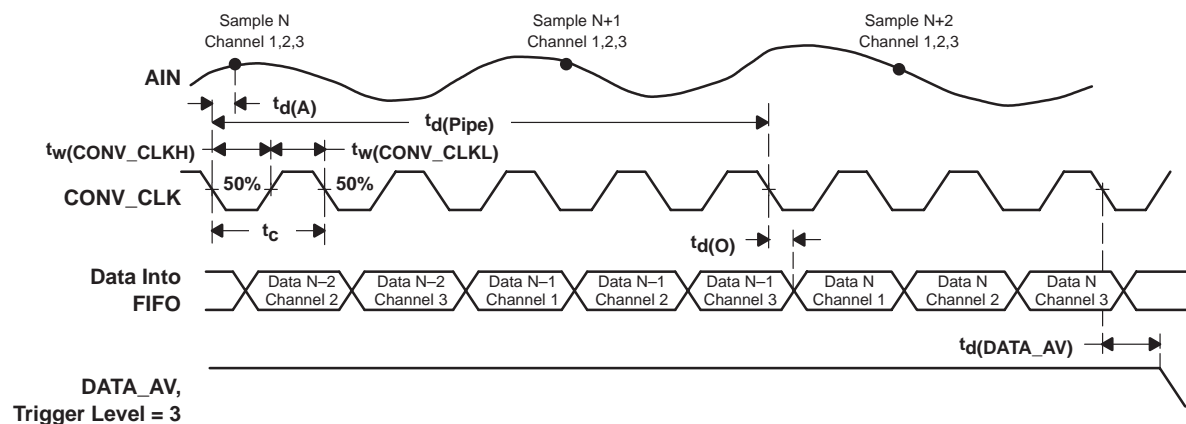 Sample N
Channel 1,2,3
Sample N+1
Channel 1,2,3
Sample N+2
Channel 1,2,3
AIN
td(A)
td(Pipe)
tw(CONV_CLKH)
tw(CONV_CLKL)
50%
50%
CONV_CLK
tc
td(O)
Data Into
FIFO
Data N–2
Channel 2
Data N–2
Channel 3
Data N–1
Channel 1
Data N–1
Channel 2
Data N–1
Channel 3
Data N
Channel 1
Data N
Channel 2
Data N
Channel 3
td(DATA_AV)
DATA_AV,
Trigger Level = 3